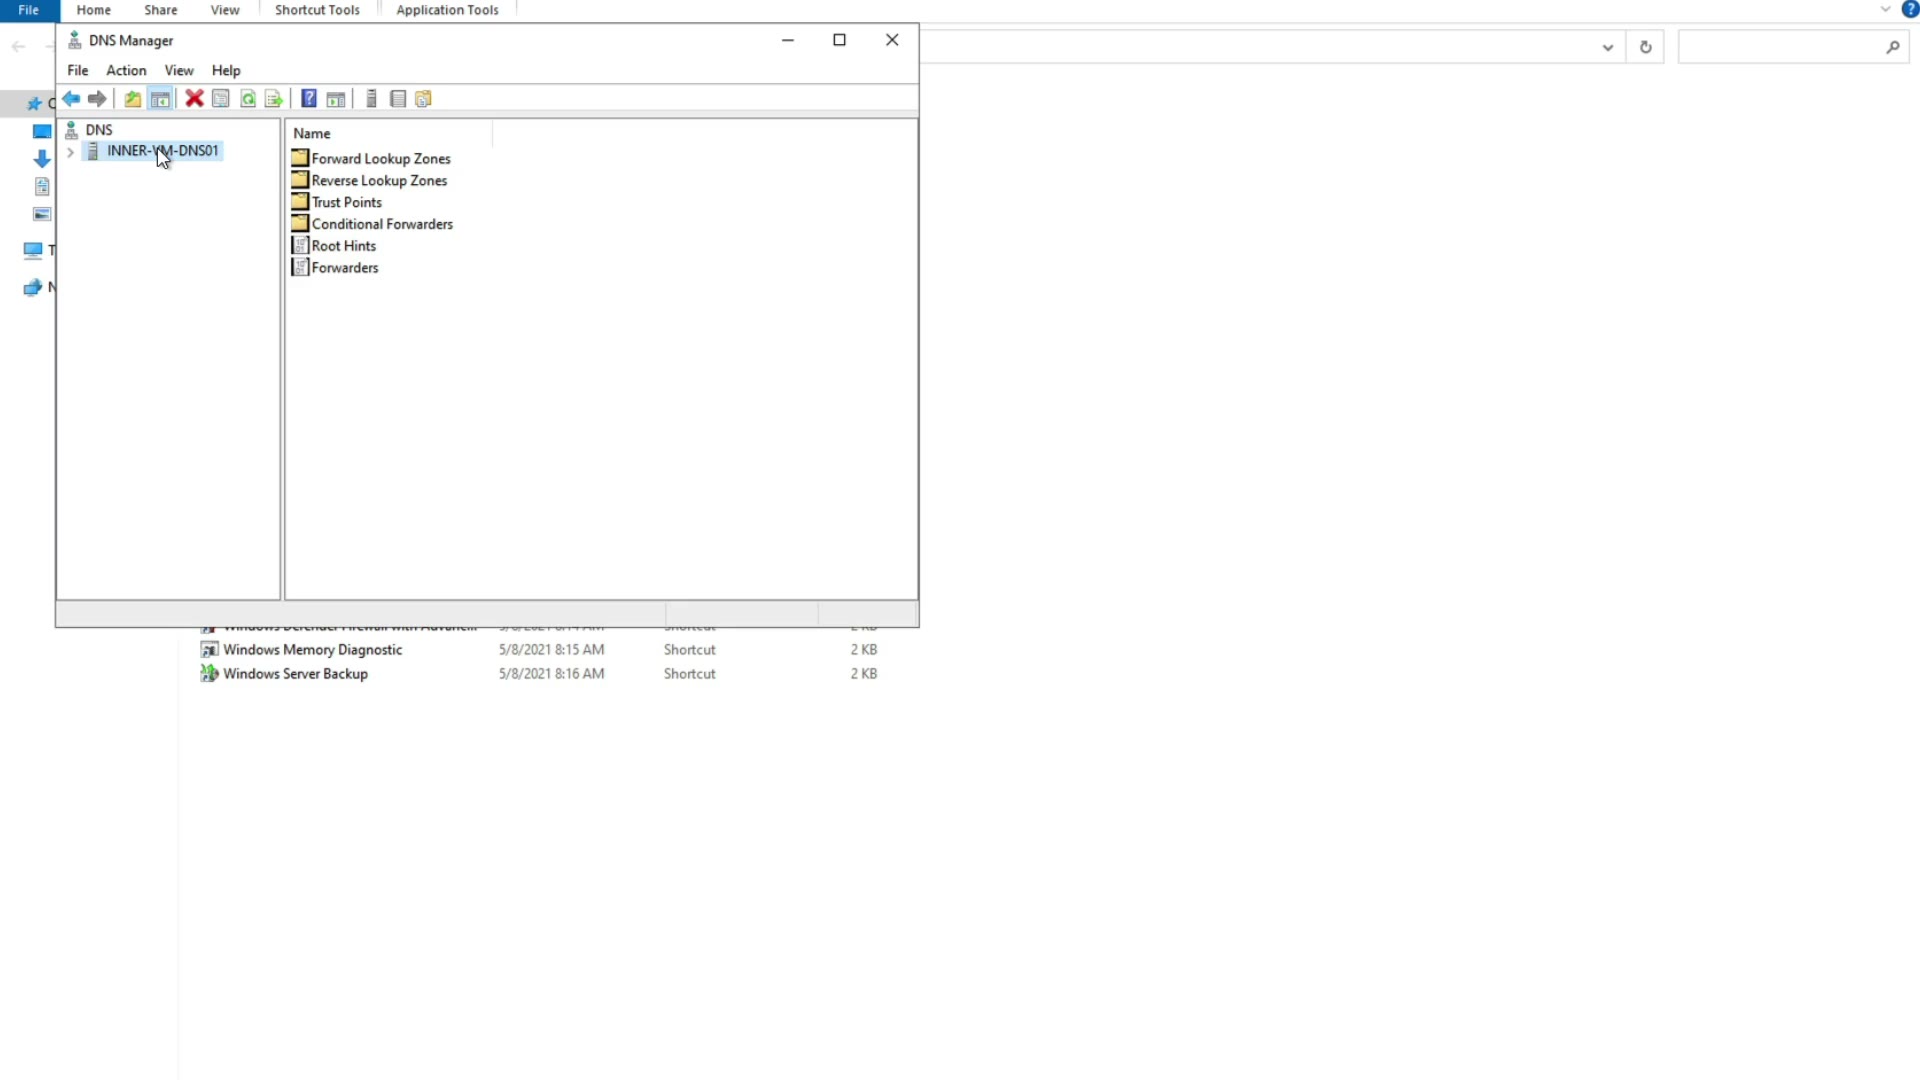 File Home Share View Shortcut Tools Application Tools
DNS Manager
File Action View Help
DNS
INNER-VM-DNS01
Name
Forward Lookup Zones
Reverse Lookup Zones
Trust Points
Conditional Forwarders
Root Hints
Forwarders
Windows Memory Diagnostic 5/8/2021 8:15 AM Shortcut 2 KB
Windows Server Backup 5/8/2021 8:16 AM Shortcut 2 KB